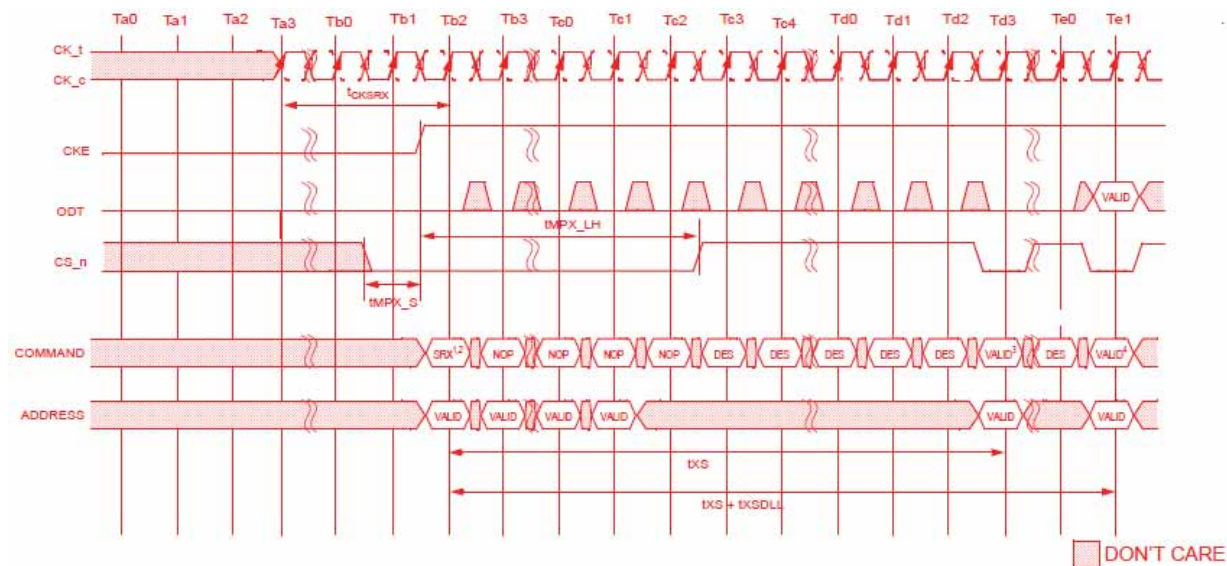 Ta0 Ta1 Ta2 Ta3 Tb0 Tb1 Tb2 Tb3 Tc0 Tc1 Tc2 Tc3 Tc4 Td0 Td1 Td2 Td3 Te0 Te1
CK_t
CK_c
tCKSRX
CKE
ODT
VALID
tMPX_LH
CS_n
tMPX_S
COMMAND
SRX1,2 NOP NOP NOP NOP DES DES DES DES DES VALID3 DES VALID4
ADDRESS
VALID VALID VALID VALID VALID VALID
tXS
tXS + tXSDLL
DON'T CARE